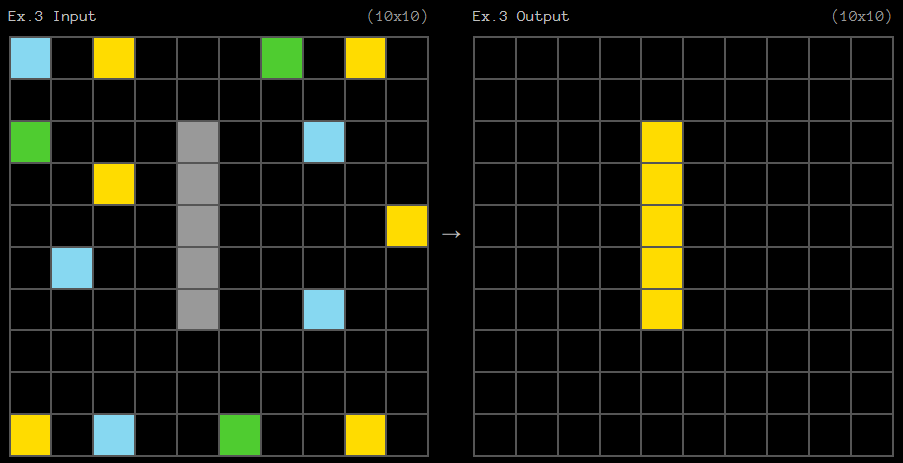 Ex.3 Input (10x10) Ex.3 Output (10x10)
→